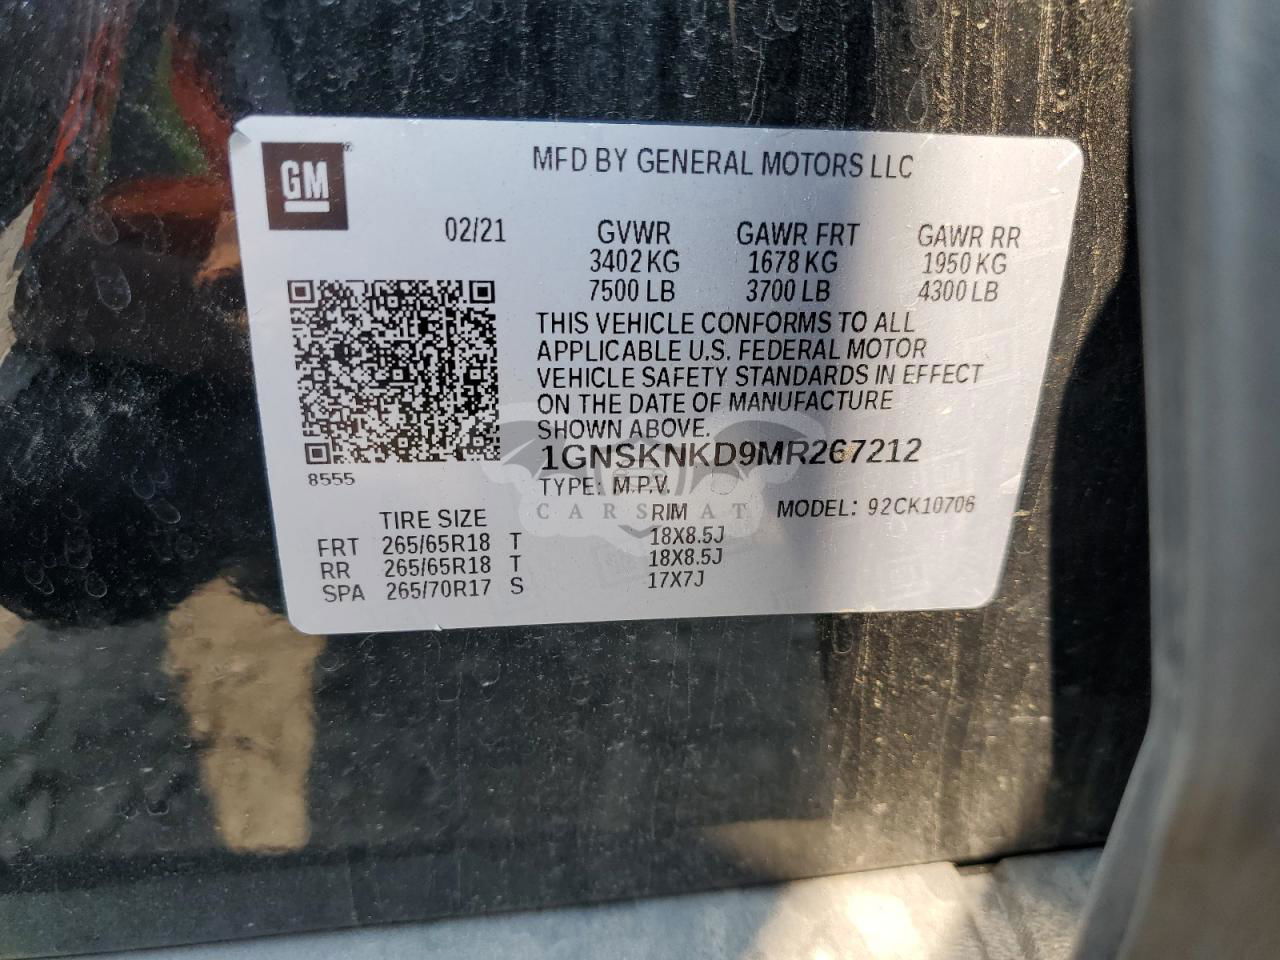 GM
MFD BY GENERAL MOTORS LLC
02/21 GVWR GAWR FRT GAWR RR
3402 KG 1678 KG 1950 KG
7500 LB 3700 LB 4300 LB
THIS VEHICLE CONFORMS TO ALL
APPLICABLE U.S. FEDERAL MOTOR
VEHICLE SAFETY STANDARDS IN EFFECT
ON THE DATE OF MANUFACTURE
SHOWN ABOVE.
1GNSKNKD9MR267212
8555
TYPE: M.P.V.
CARSBAT
TIRE SIZE RIM MODEL: 92CK10706
FRT 265/65R18 T 18X8.5J
RR 265/65R18 T 18X8.5J
SPA 265/70R17 S 17X7J